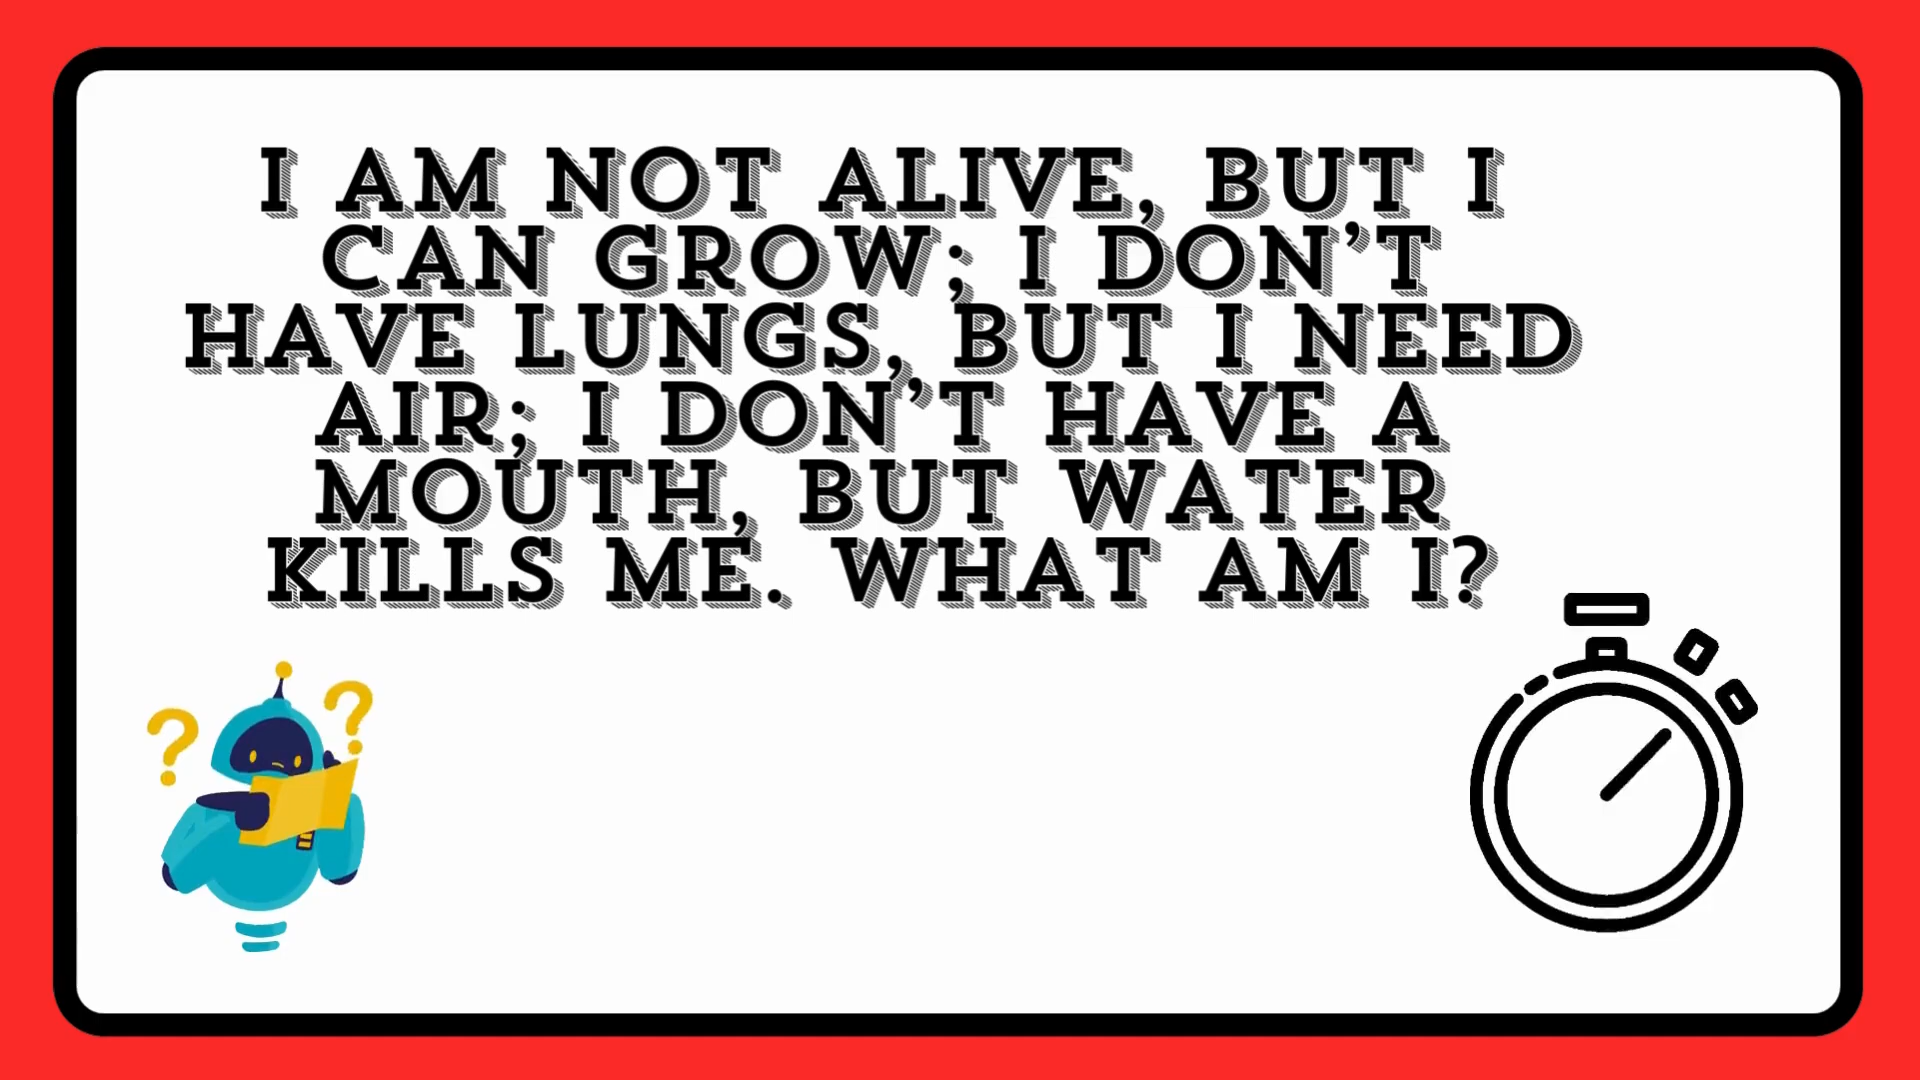 I AM NOT ALIVE, BUT I
CAN GROW; I DON’T
HAVE LUNGS, BUT I NEED
AIR; I DON’T HAVE A
MOUTH, BUT WATER
KILLS ME. WHAT AM I?
? ?